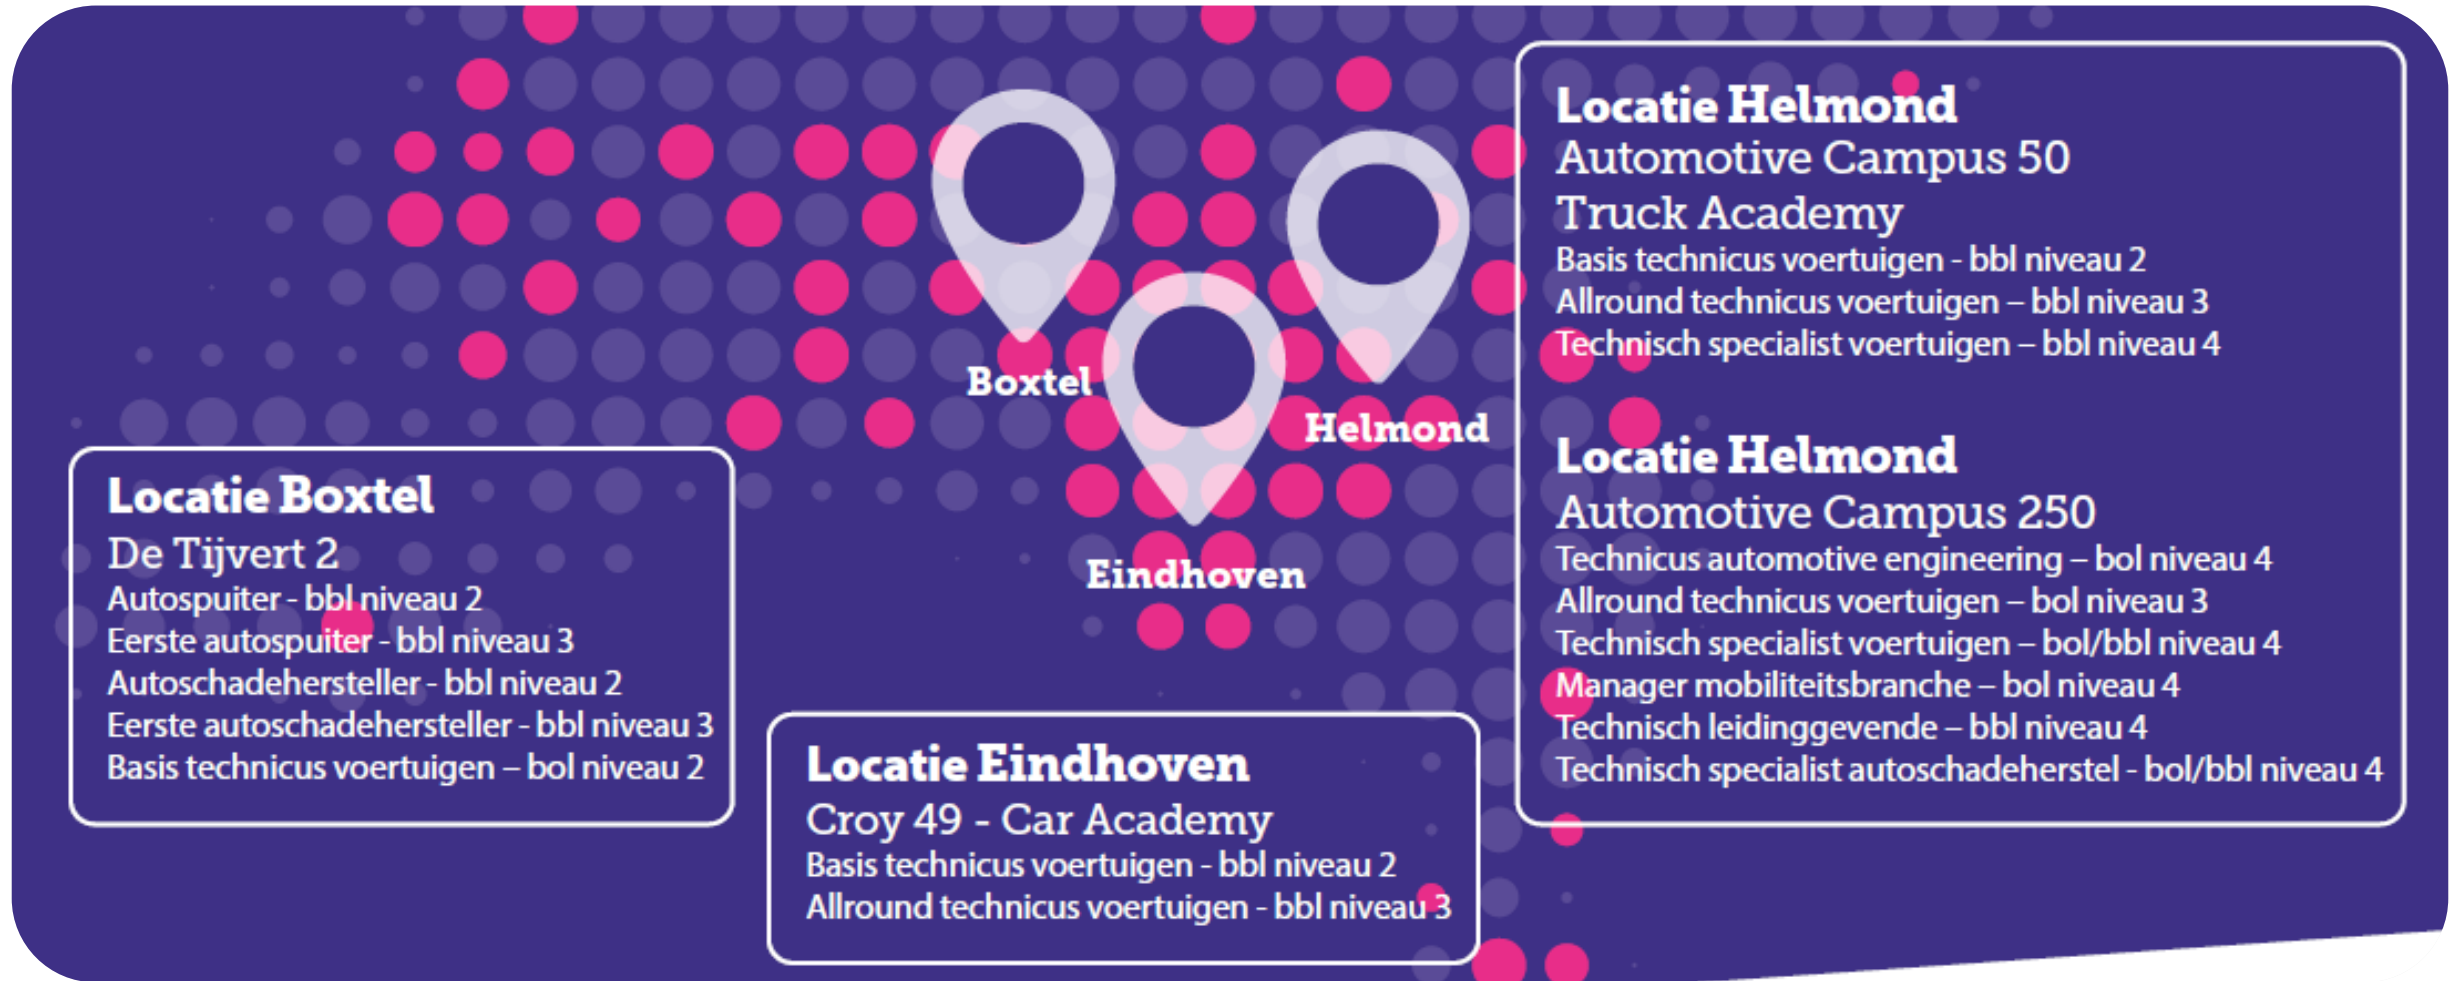 Boxtel
Helmond
Eindhoven
Locatie Boxtel
De Tijvert 2
Autospuiter - bbl niveau 2
Eerste autospuiter - bbl niveau 3
Autoschadehersteller - bbl niveau 2
Eerste autoschadehersteller - bbl niveau 3
Basis technicus voertuigen – bol niveau 2
Locatie Eindhoven
Croy 49 - Car Academy
Basis technicus voertuigen - bbl niveau 2
Allround technicus voertuigen - bbl niveau 3
Locatie Helmond
Automotive Campus 50
Truck Academy
Basis technicus voertuigen - bbl niveau 2
Allround technicus voertuigen – bbl niveau 3
Technisch specialist voertuigen – bbl niveau 4
Locatie Helmond
Automotive Campus 250
Technicus automotive engineering – bol niveau 4
Allround technicus voertuigen – bol niveau 3
Technisch specialist voertuigen – bol/bbl niveau 4
Manager mobiliteitsbranche – bol niveau 4
Technisch leidinggevende – bbl niveau 4
Technisch specialist autoschadeherstel - bol/bbl niveau 4